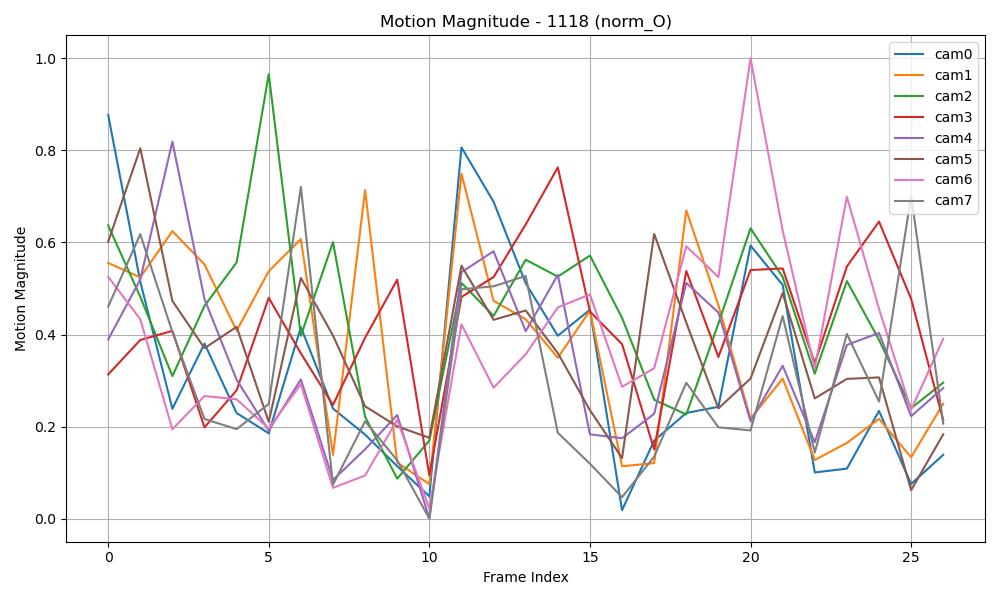 Motion Magnitude - 1118 (norm_O)
Motion Magnitude
1.0
0.8
0.6
0.4
0.2
0.0
cam0
cam1
cam2
cam3
cam4
cam5
cam6
cam7
0 5 10 15 20 25
Frame Index